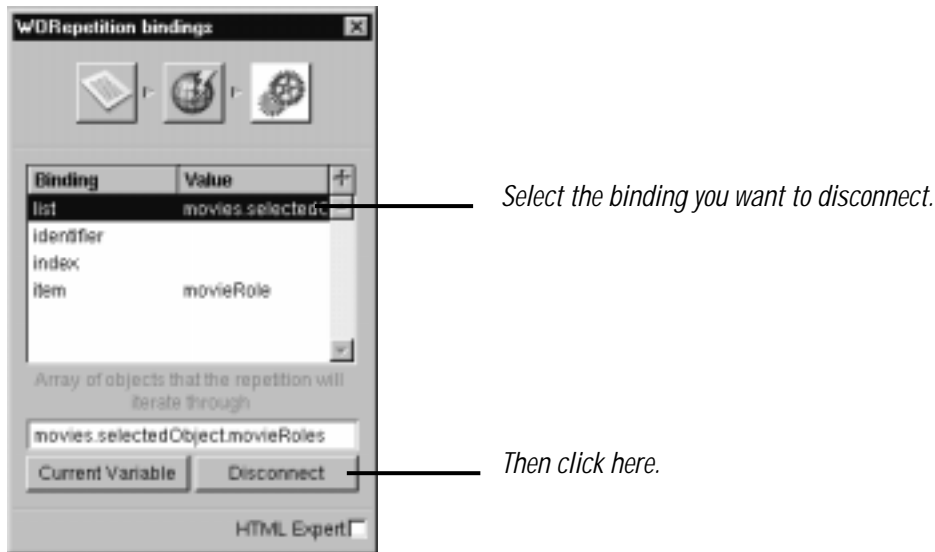 WORepetition bindings
Binding Value
list movies.selectedO
identifier
index
item movieRole
Array of objects that the repetition will
iterate through
movies.selectedObject.movieRoles
Current Variable Disconnect
HTML Expert
Select the binding you want to disconnect.
Then click here.